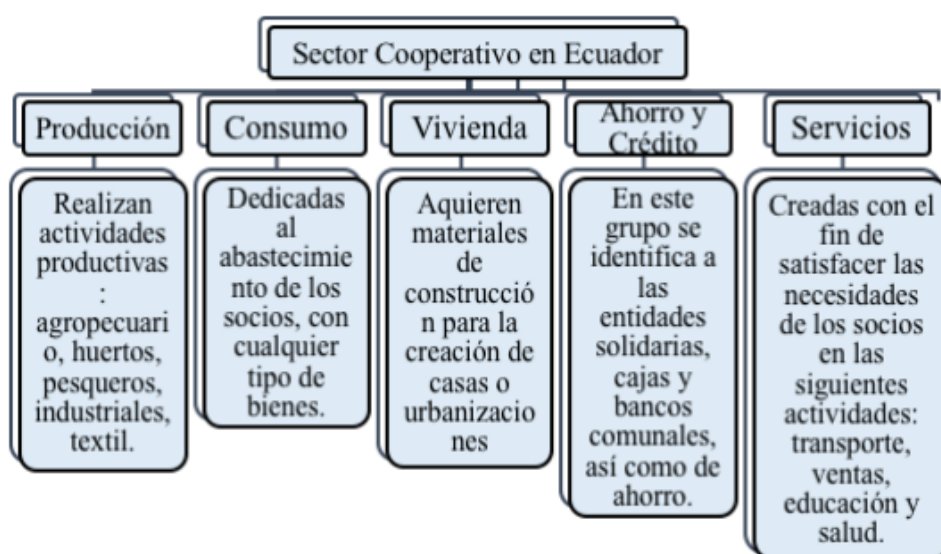 Sector Cooperativo en Ecuador
Producción
Consumo
Vivienda
Ahorro y
Crédito
Servicios
Realizan
actividades
productivas
:
agropecuari
o, huertos,
pesqueros,
industriales,
textil.
Dedicadas
al
abastecimie
nto de los
socios, con
cualquier
tipo de
bienes.
Aquieren
materiales
de
construcció
n para la
creación de
casas o
urbanizacio
nes
En este
grupo se
identifica a
las
entidades
solidarias,
cajas y
bancos
comunales,
así como de
ahorro.
Creadas con el
fin de
satisfacer las
necesidades
de los socios
en las
siguientes
actividades:
transporte,
ventas,
educación y
salud.